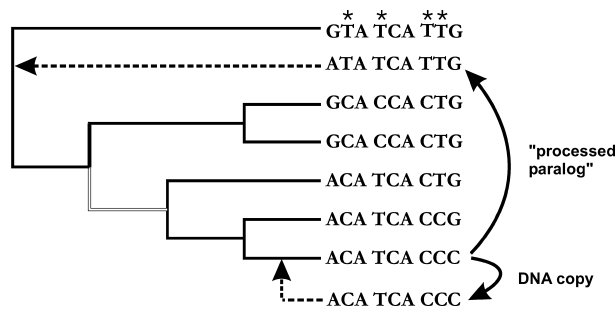 * * * *
GTA TCA TTG
ATA TCA TTG
GCA CCA CTG
GCA CCA CTG
ACA TCA CTG
ACA TCA CCG
ACA TCA CCC
ACA TCA CCC
"processed
paralog"
DNA copy